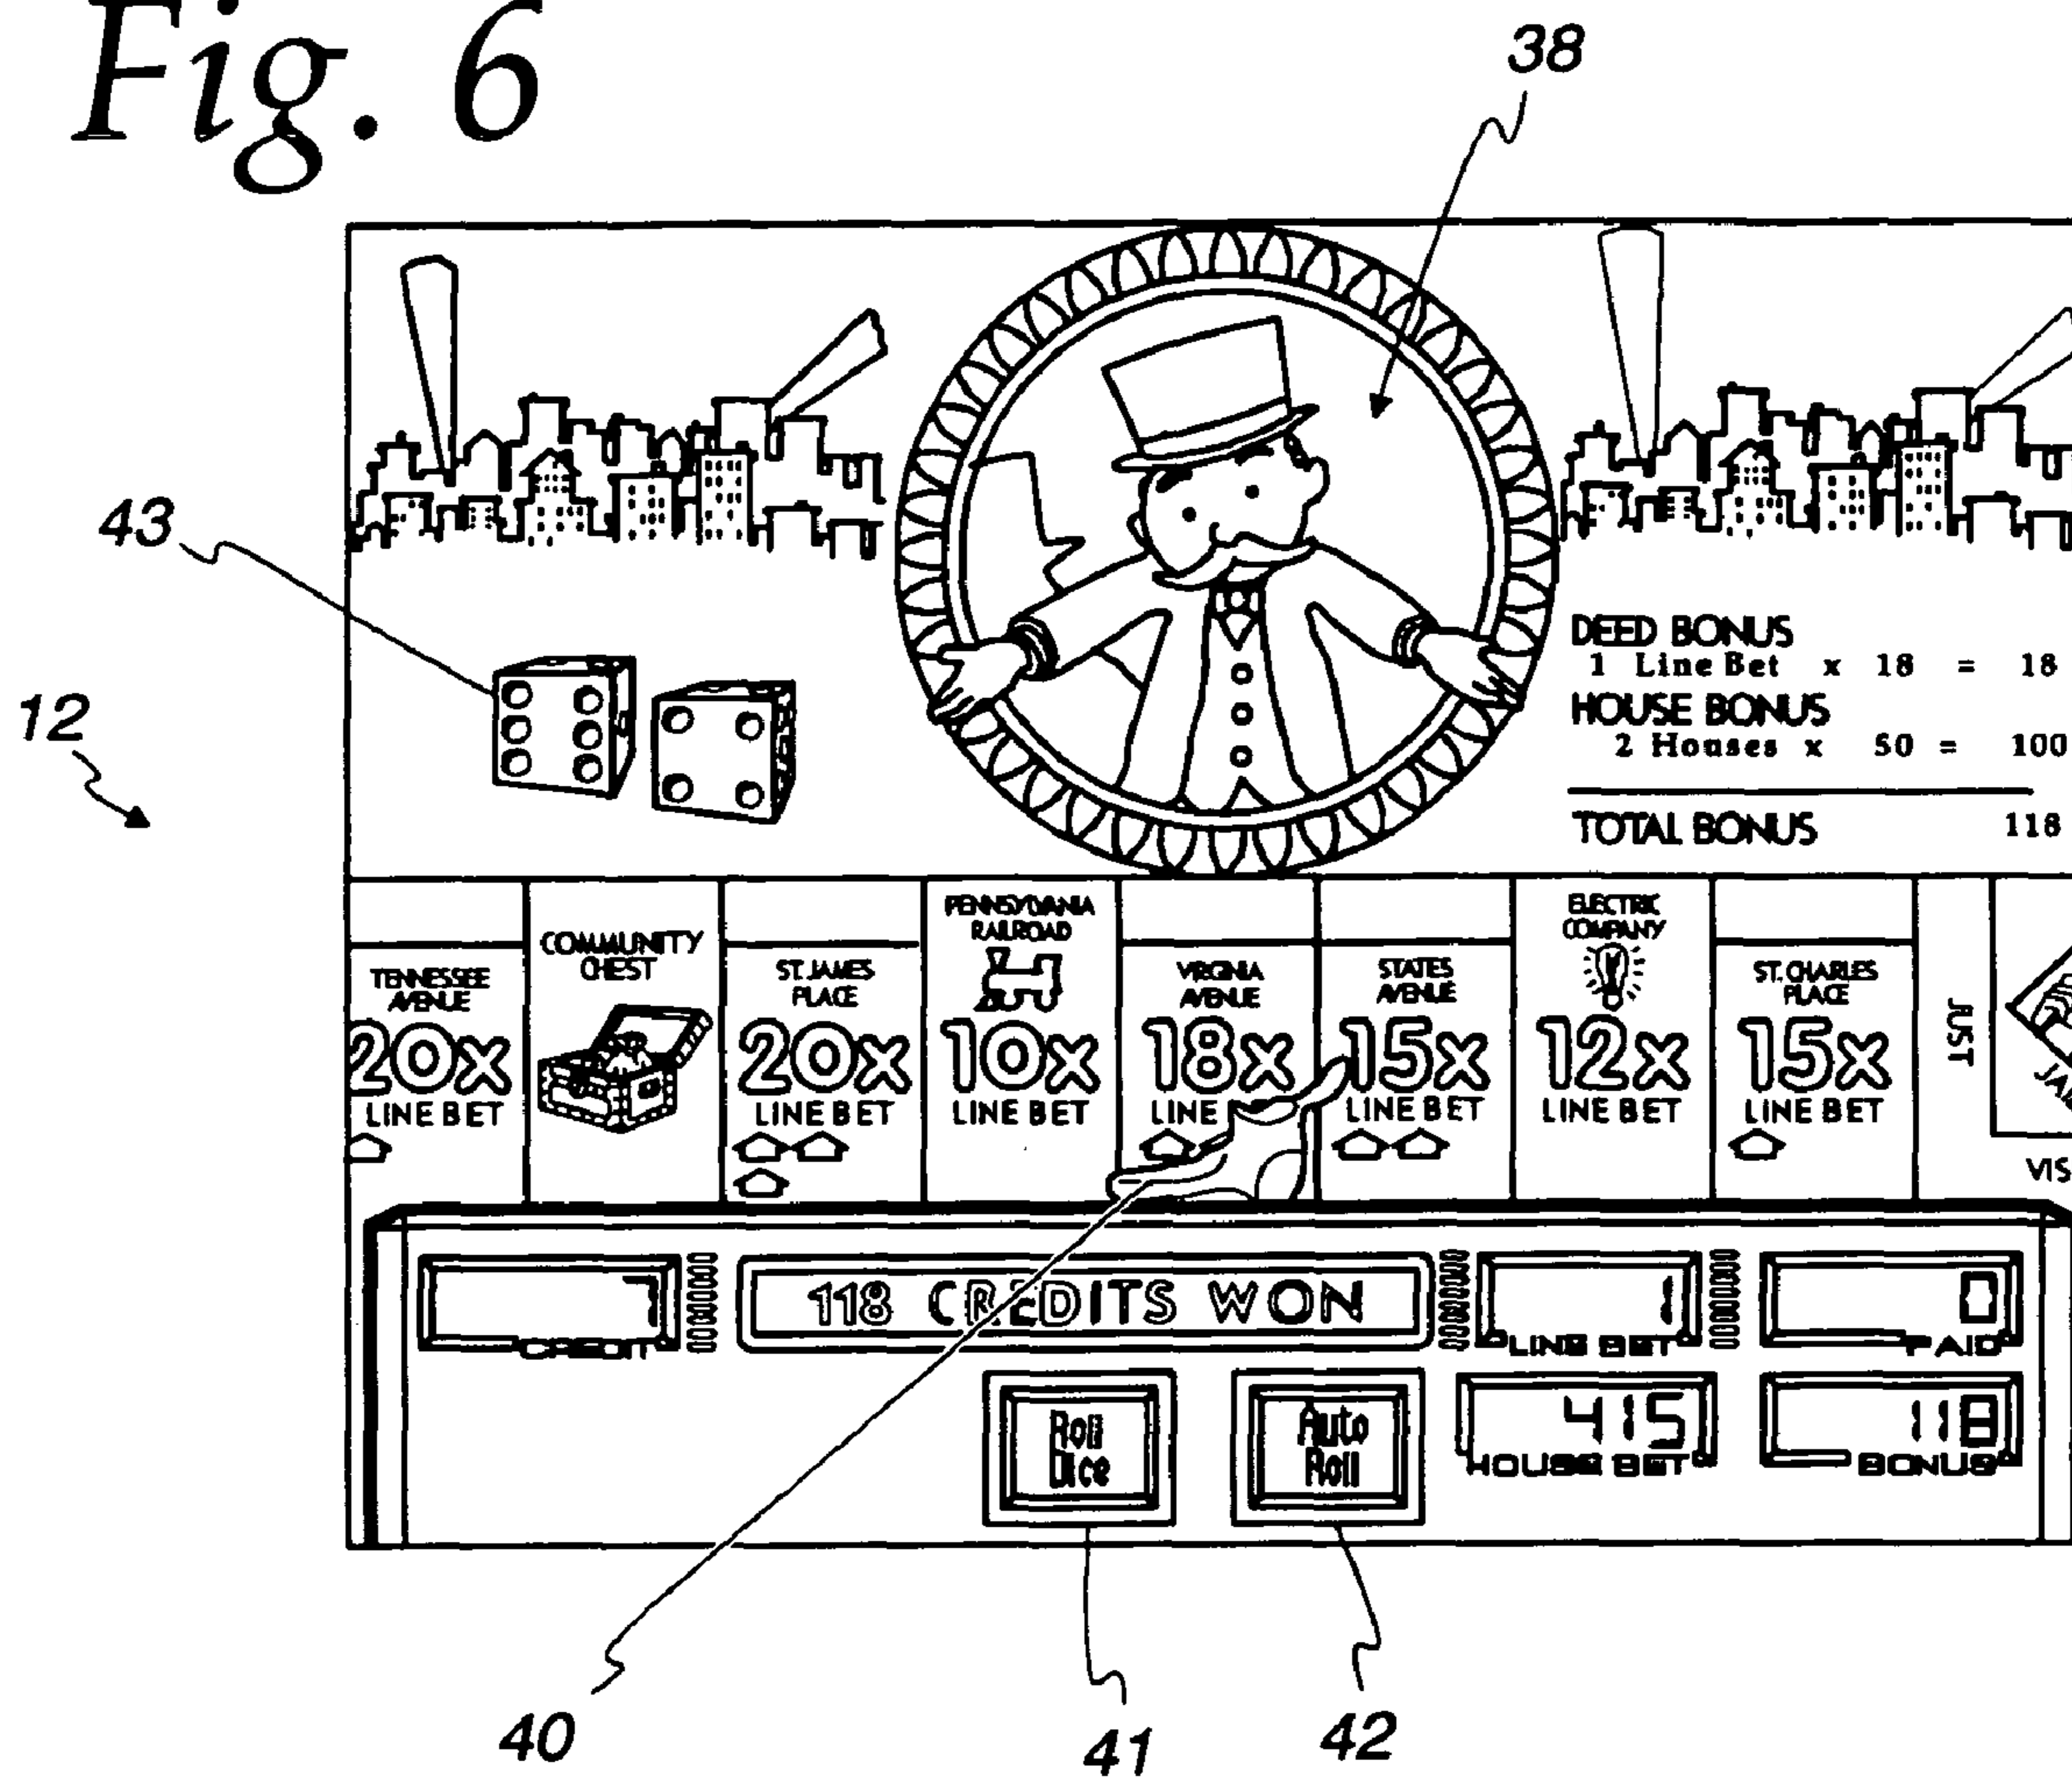 Fig. 6
38
43
12
DEED BONUS
1 Line Bet x 18 = 18
HOUSE BONUS
2 Houses x 50 = 100
TOTAL BONUS 118
TENNESSEE
AVENUE
20x
LINE BET
COMMUNITY
CHEST
ST. JAMES
PLACE
20x
LINE BET
PENNSYLVANIA
RAILROAD
10x
LINE BET
VIRGINIA
AVENUE
18x
LINE
STATES
AVENUE
15x
LINE BET
ELECTRIC
COMPANY
12x
LINE BET
ST. CHARLES
PLACE
15x
LINE BET
JUST
VIS
CREDIT
118 CREDITS WON
1
LINE BET
0
PAID
Roll
Dice
Auto
Roll
415
HOUSE BET
118
BONUS
40
41
42